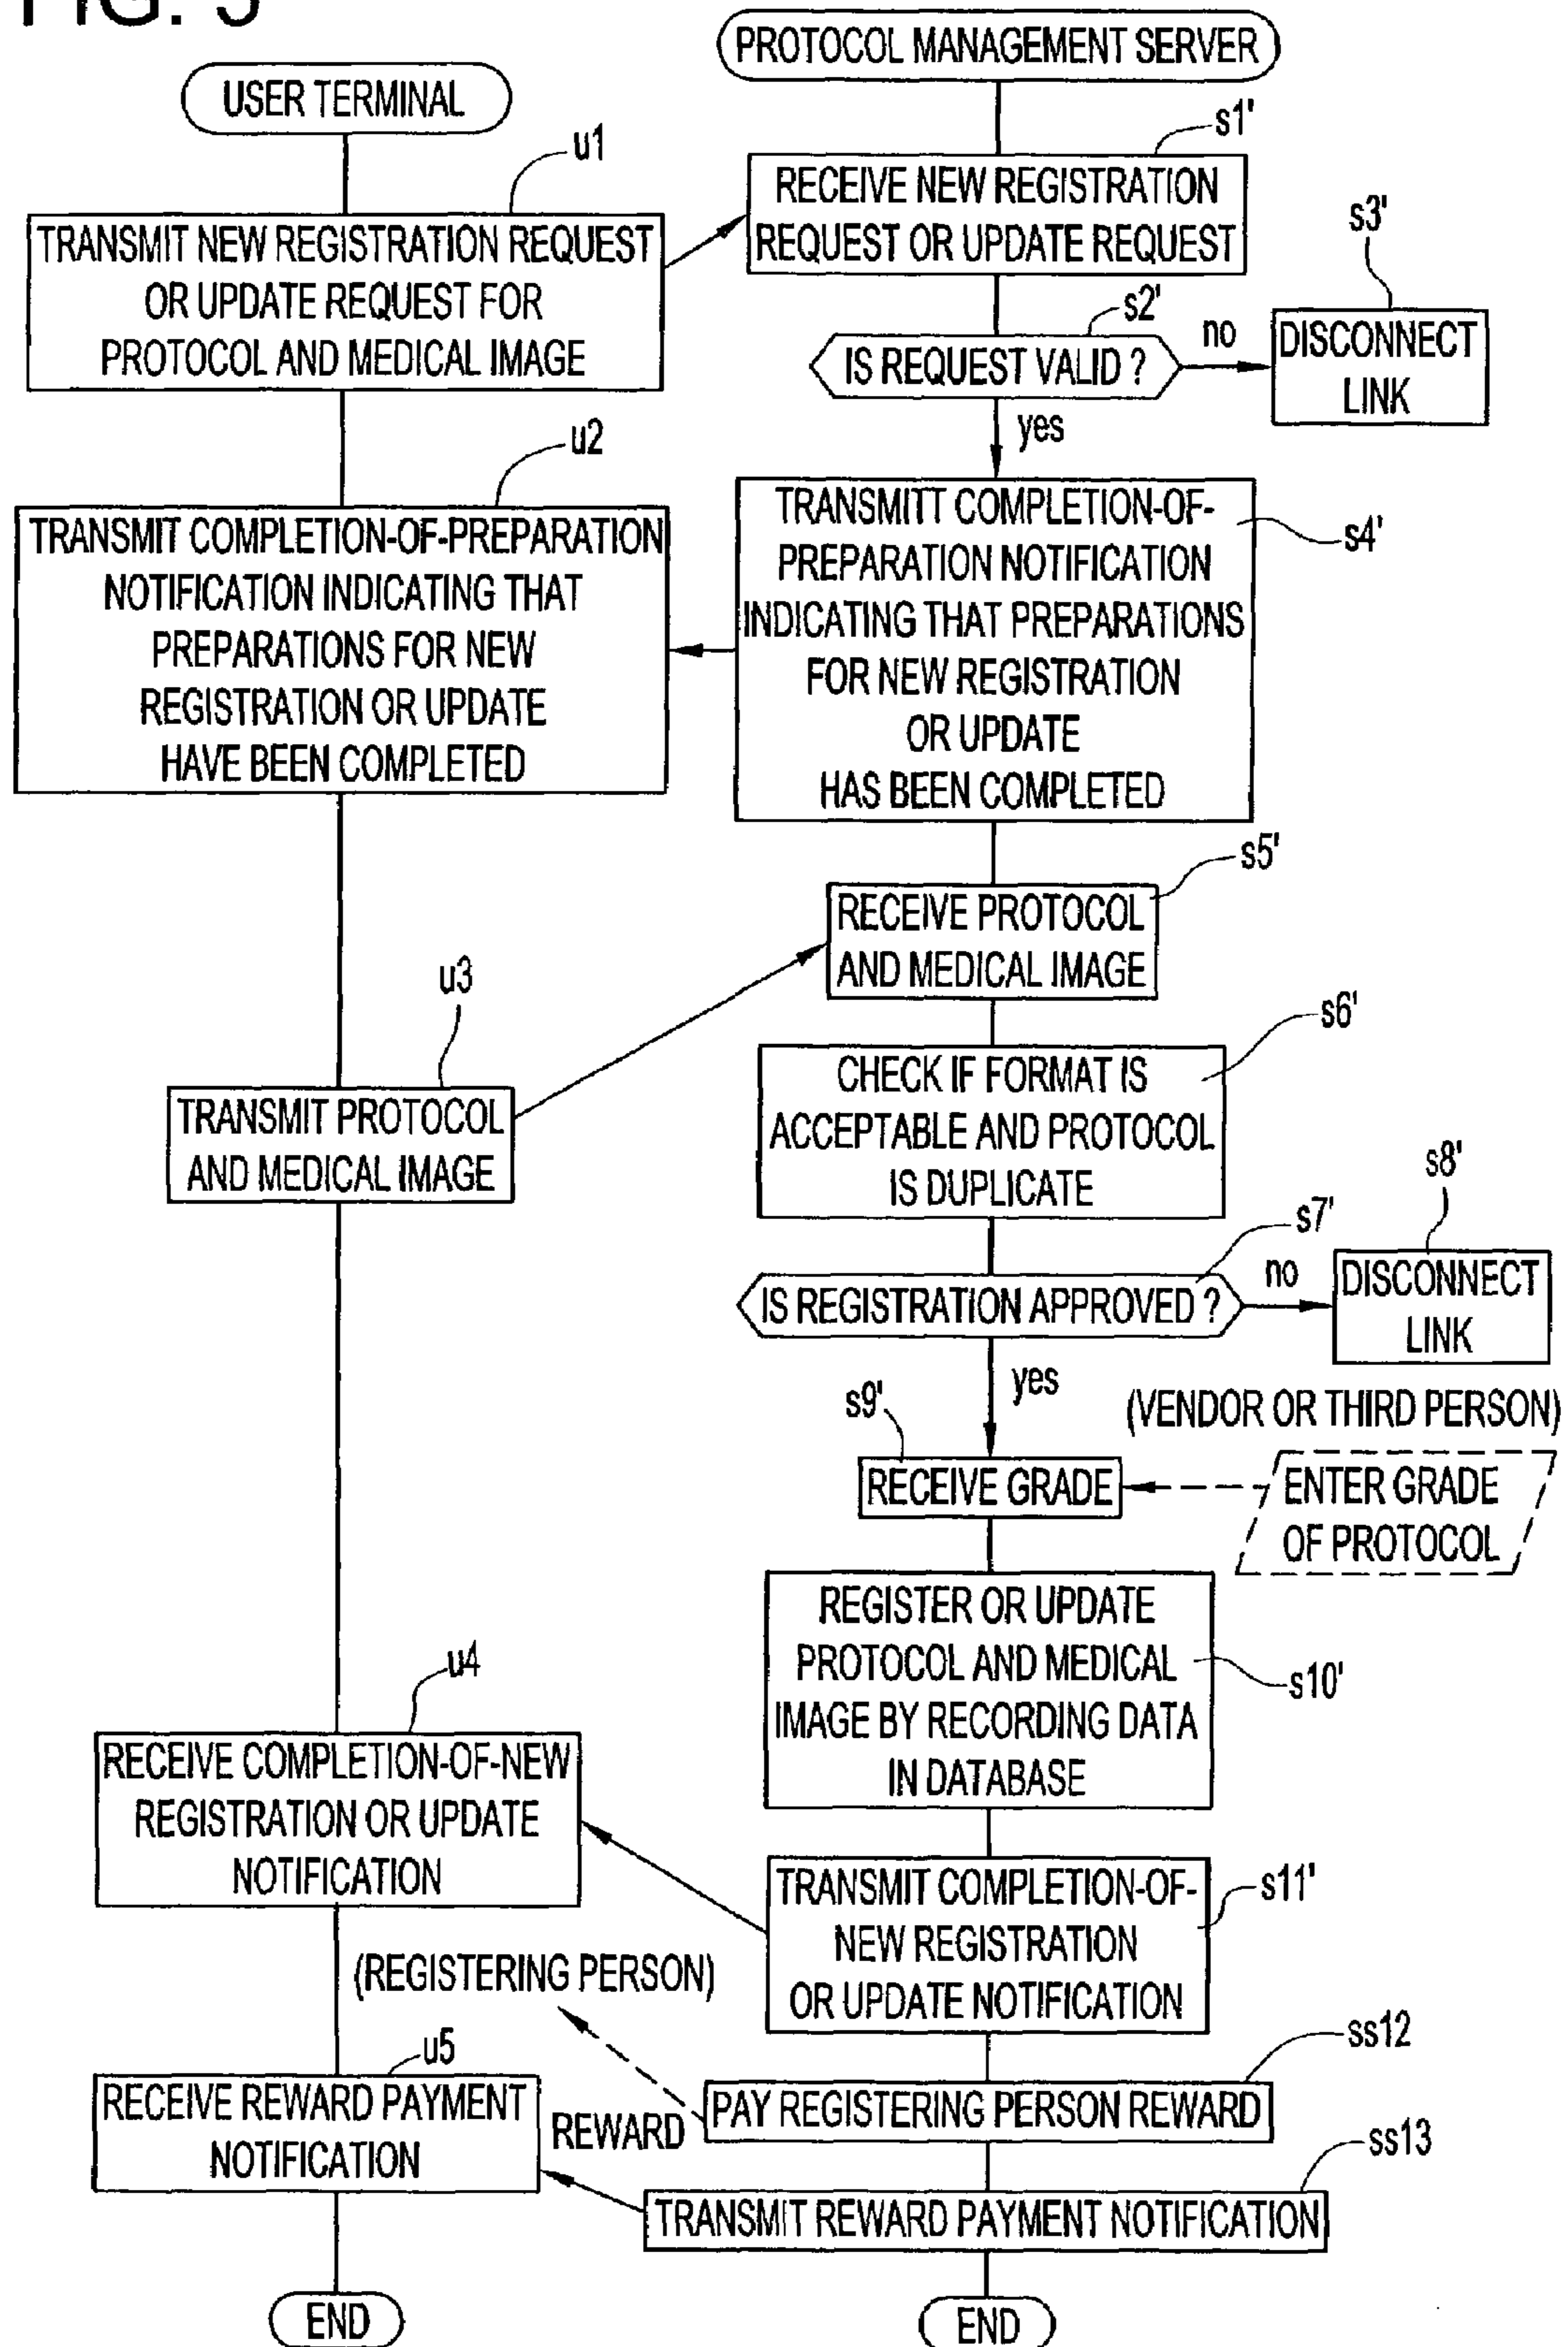 FIG. 5
PROTOCOL MANAGEMENT SERVER
USER TERMINAL
u1
s1'
TRANSMIT NEW REGISTRATION REQUEST
OR UPDATE REQUEST FOR
PROTOCOL AND MEDICAL IMAGE
RECEIVE NEW REGISTRATION
REQUEST OR UPDATE REQUEST
s2'
IS REQUEST VALID ?
no
s3'
DISCONNECT
LINK
yes
u2
TRANSMIT COMPLETION-OF-PREPARATION
NOTIFICATION INDICATING THAT
PREPARATIONS FOR NEW
REGISTRATION OR UPDATE
HAVE BEEN COMPLETED
TRANSMITT COMPLETION-OF-
PREPARATION NOTIFICATION
INDICATING THAT PREPARATIONS
FOR NEW REGISTRATION
OR UPDATE
HAS BEEN COMPLETED
s4'
s5'
RECEIVE PROTOCOL
AND MEDICAL IMAGE
u3
TRANSMIT PROTOCOL
AND MEDICAL IMAGE
s6'
CHECK IF FORMAT IS
ACCEPTABLE AND PROTOCOL
IS DUPLICATE
s7'
IS REGISTRATION APPROVED ?
no
s8'
DISCONNECT
LINK
yes
s9'
(VENDOR OR THIRD PERSON)
RECEIVE GRADE
ENTER GRADE
OF PROTOCOL
REGISTER OR UPDATE
PROTOCOL AND MEDICAL
IMAGE BY RECORDING DATA
IN DATABASE
s10'
u4
RECEIVE COMPLETION-OF-NEW
REGISTRATION OR UPDATE
NOTIFICATION
TRANSMIT COMPLETION-OF-
NEW REGISTRATION
OR UPDATE NOTIFICATION
s11'
(REGISTERING PERSON)
ss12
u5
RECEIVE REWARD PAYMENT
NOTIFICATION
REWARD
PAY REGISTERING PERSON REWARD
ss13
TRANSMIT REWARD PAYMENT NOTIFICATION
END
END